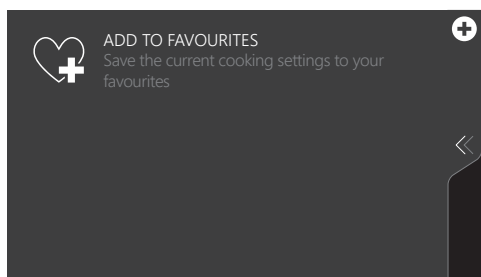 ADD TO FAVOURITES
Save the current cooking settings to your
favourites